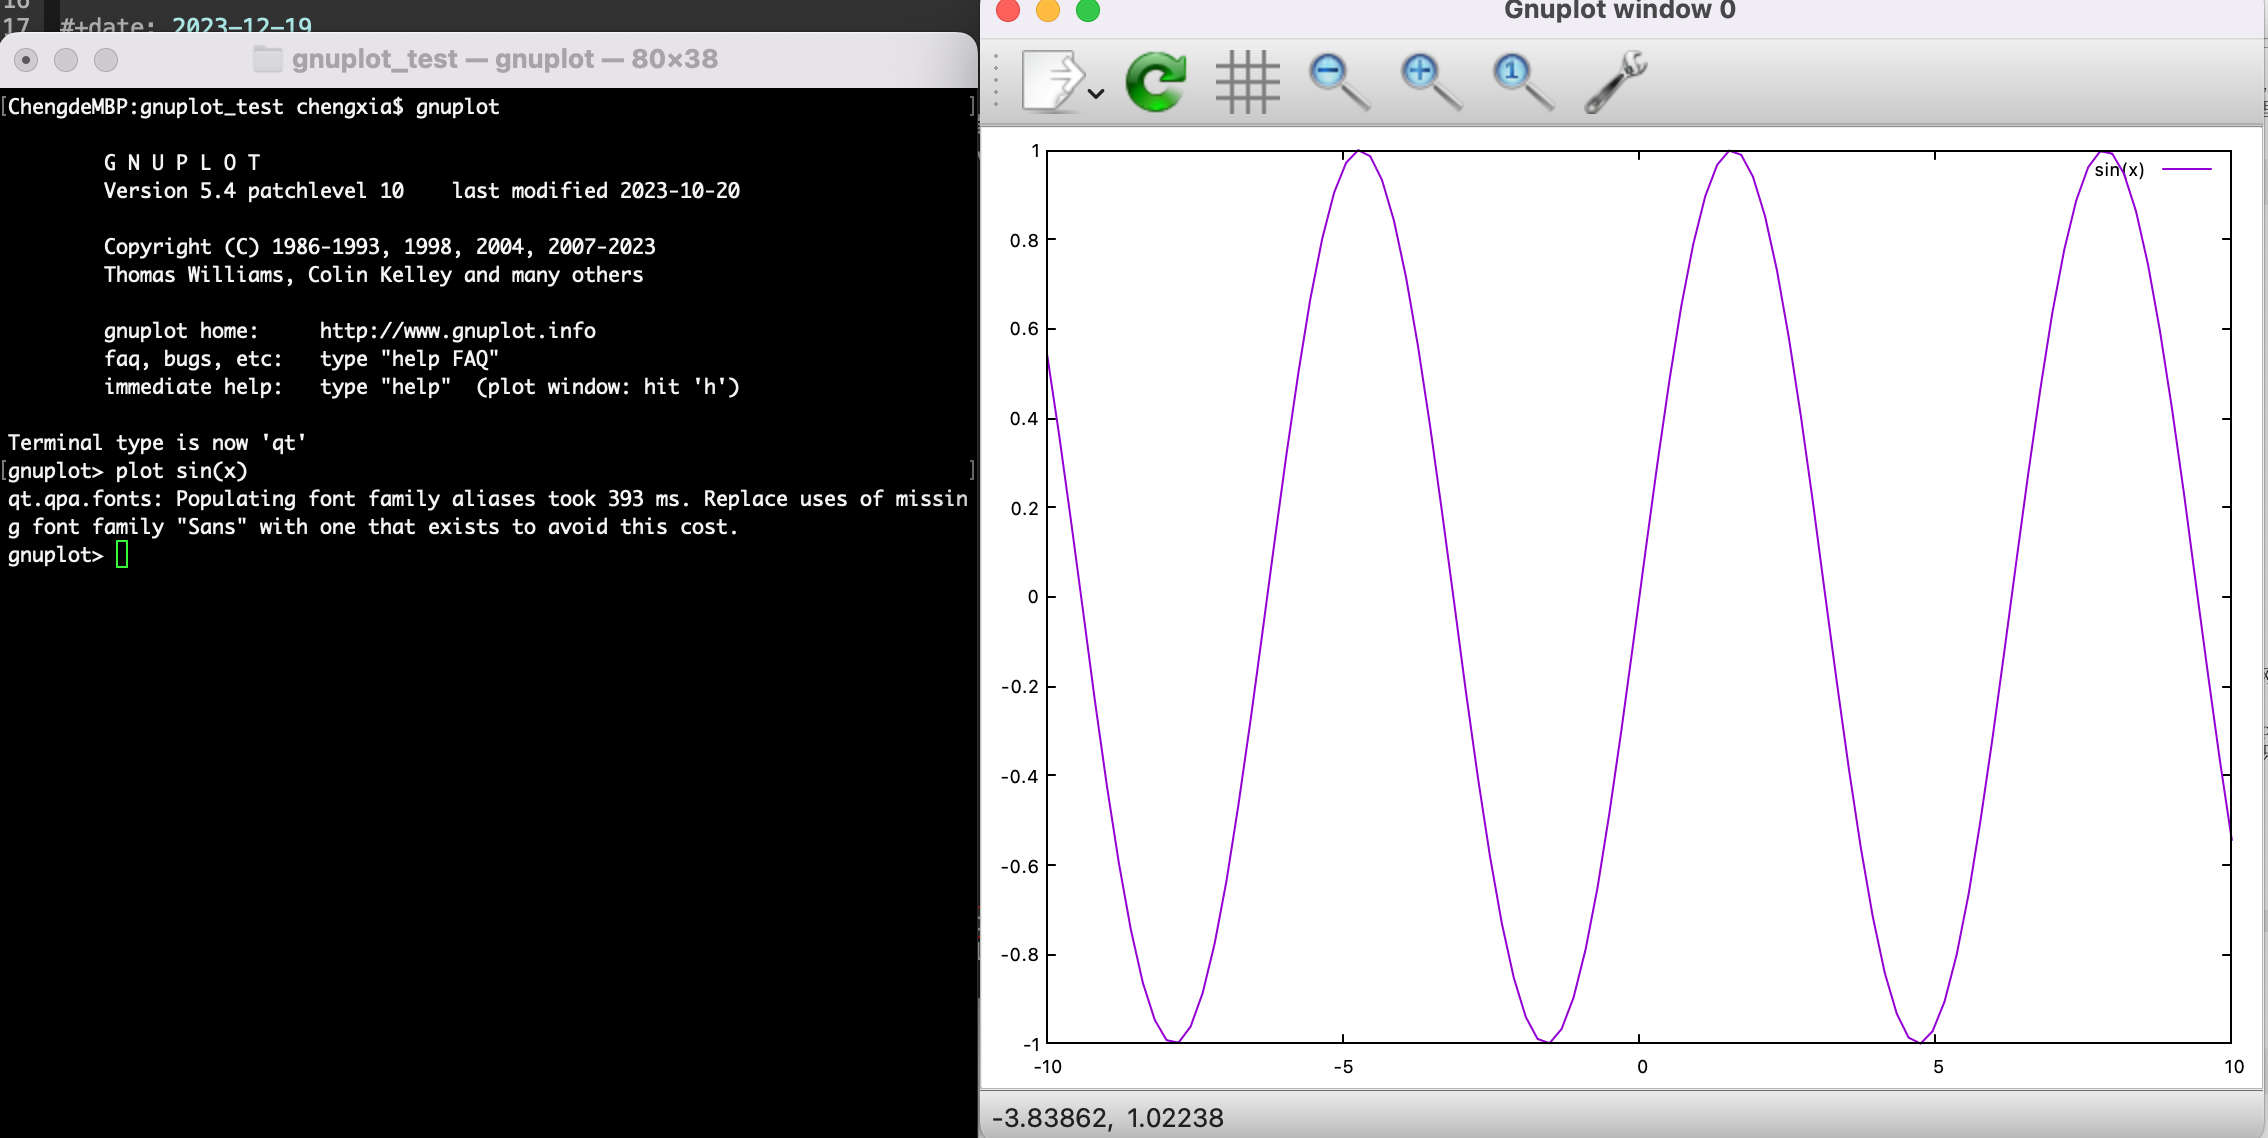 17 #+date: 2023-12-19
gnuplot_test — gnuplot — 80×38
[ChengdeMBP:gnuplot_test chengxia$ gnuplot ]
G N U P L O T
Version 5.4 patchlevel 10 last modified 2023-10-20
Copyright (C) 1986-1993, 1998, 2004, 2007-2023
Thomas Williams, Colin Kelley and many others
gnuplot home: http://www.gnuplot.info
faq, bugs, etc: type "help FAQ"
immediate help: type "help" (plot window: hit 'h')
Terminal type is now 'qt'
[gnuplot> plot sin(x) ]
qt.qpa.fonts: Populating font family aliases took 393 ms. Replace uses of missin
g font family "Sans" with one that exists to avoid this cost.
gnuplot>
Gnuplot window 0
1
sin(x)
0.8
0.6
0.4
0.2
0
-0.2
-0.4
-0.6
-0.8
-1
-10 -5 0 5 10
-3.83862, 1.02238